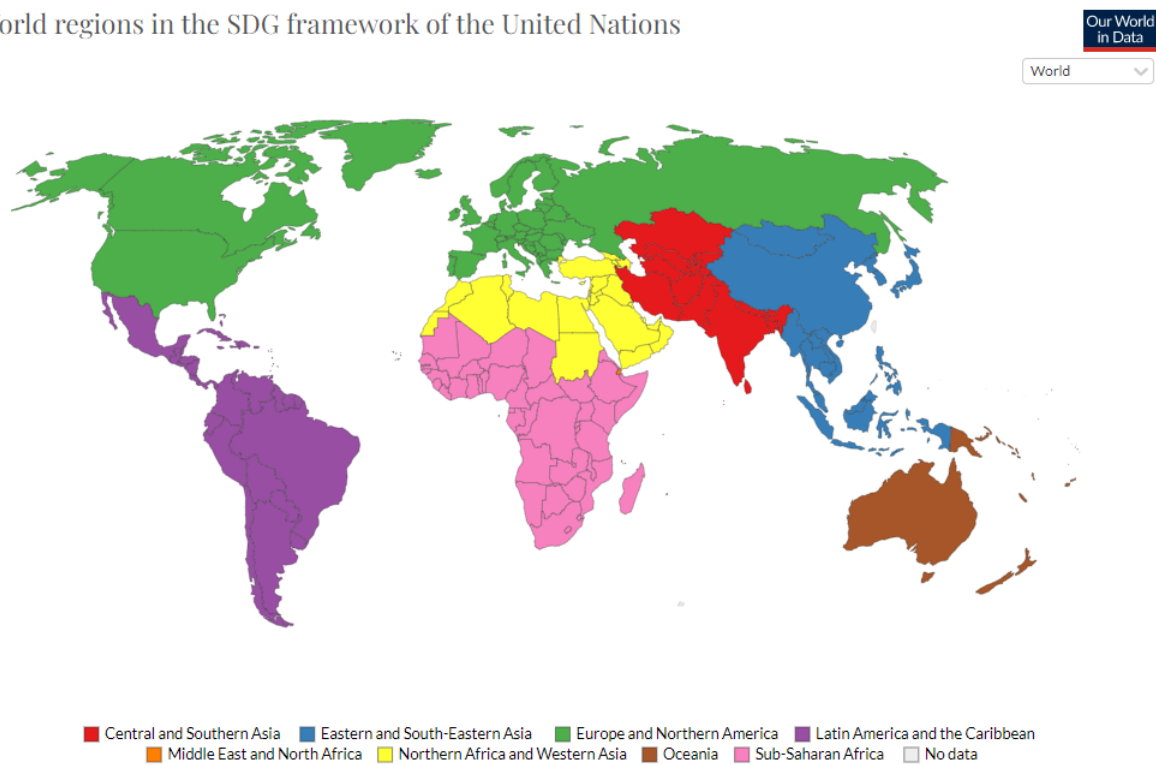 orld regions in the SDG framework of the United Nations
Our World
in Data
World
Central and Southern Asia Eastern and South-Eastern Asia Europe and Northern America Latin America and the Caribbean
Middle East and North Africa Northern Africa and Western Asia Oceania Sub-Saharan Africa No data